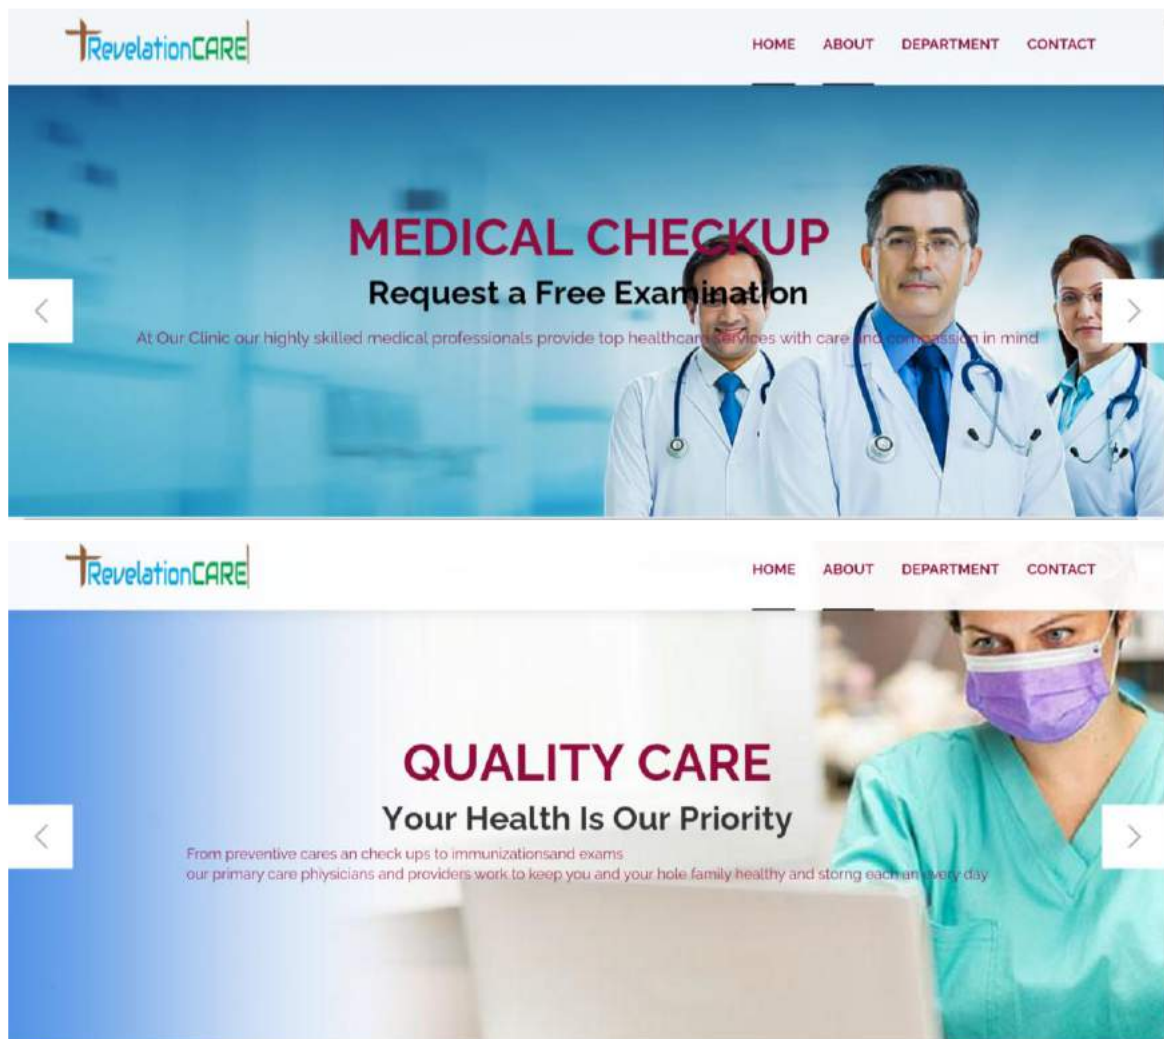 RevelationCARE
HOME ABOUT DEPARTMENT CONTACT
MEDICAL CHECKUP
Request a Free Examination
At Our Clinic our highly skilled medical professionals provide top healthcare services with care and compassion in mind
RevelationCARE
HOME ABOUT DEPARTMENT CONTACT
QUALITY CARE
Your Health Is Our Priority
From preventive cares an check ups to immunizationsand exams
our primary care phiysicians and providers work to keep you and your hole family healthy and storng each an every day